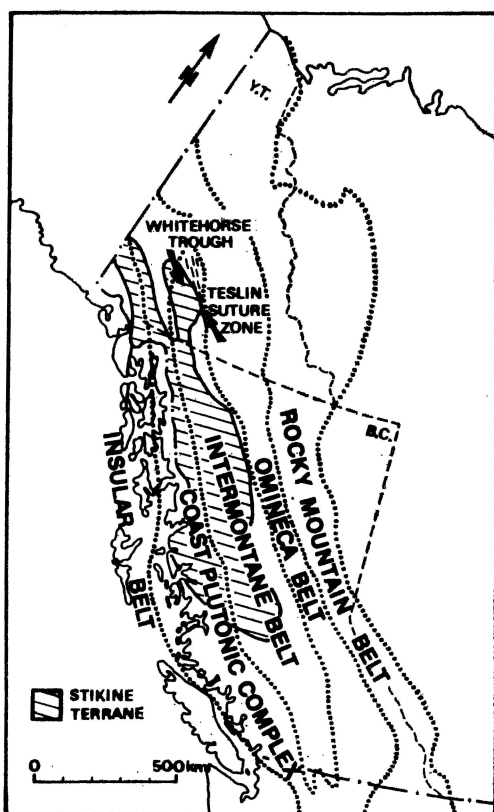 N
Y.T.
WHITEHORSE
TROUGH
TESLIN
SUTURE
ZONE
B.C.
INSULAR BELT
COAST PLUTONIC COMPLEX
INTERMONTANE BELT
OMINECA BELT
ROCKY MOUNTAIN BELT
STIKINE
TERRANE
0 500km